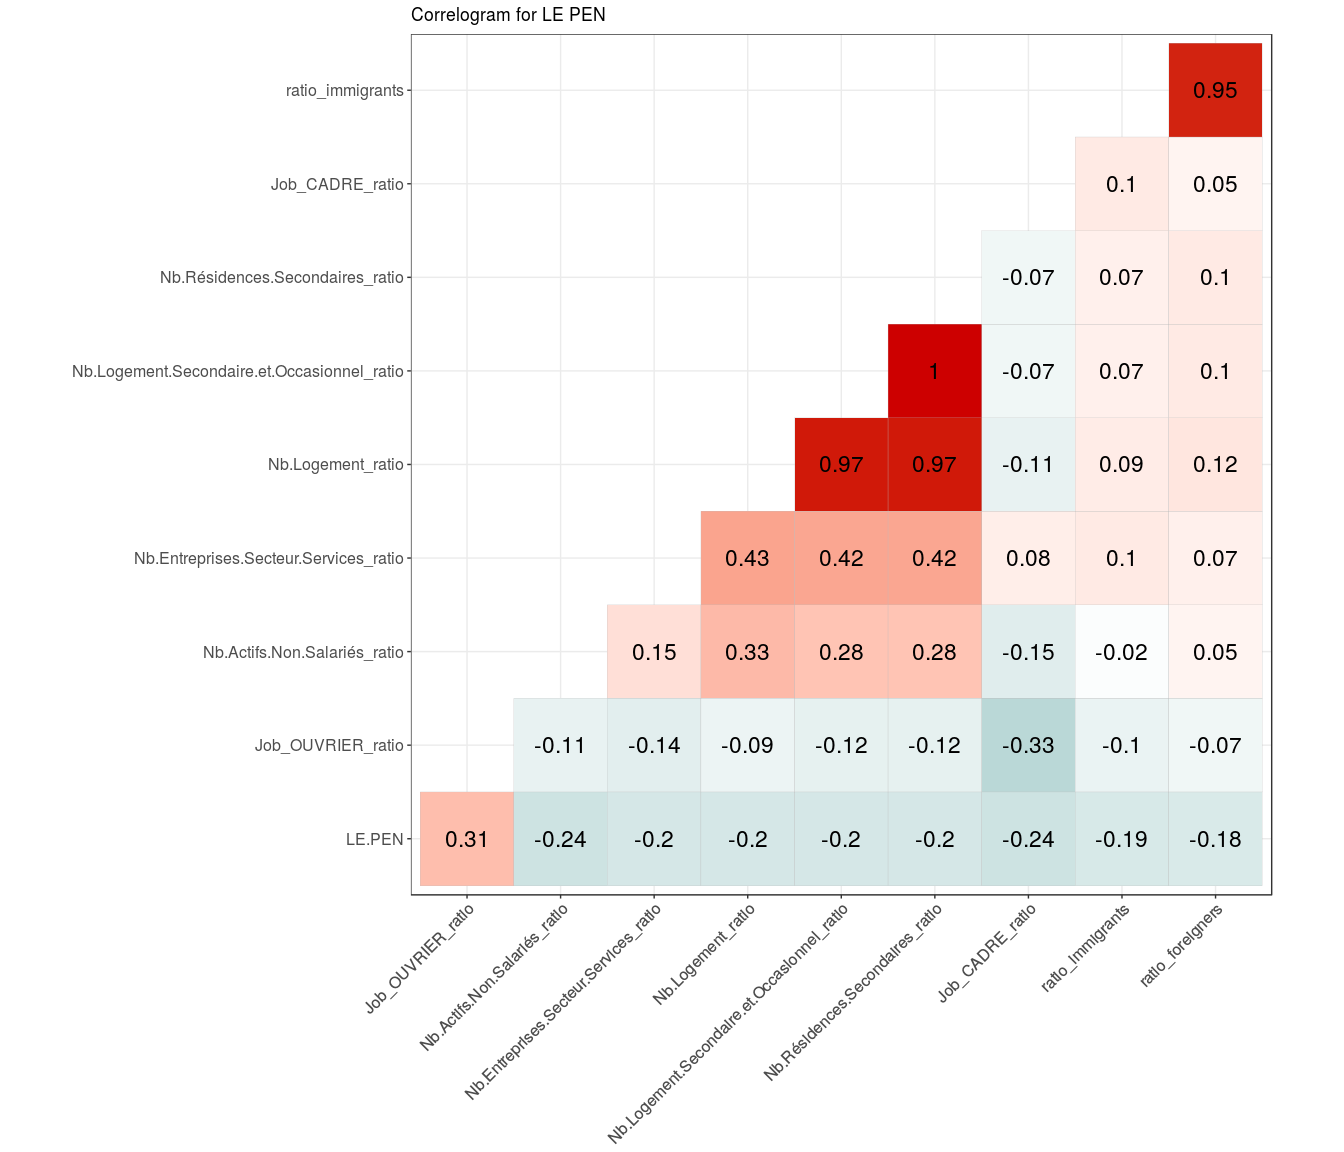 Correlogram for LE PEN
ratio_immigrants 0.95
Job_CADRE_ratio 0.1 0.05
Nb.Résidences.Secondaires_ratio -0.07 0.07 0.1
Nb.Logement.Secondaire.et.Occasionnel_ratio 1 -0.07 0.07 0.1
Nb.Logement_ratio 0.97 0.97 -0.11 0.09 0.12
Nb.Entreprises.Secteur.Services_ratio 0.43 0.42 0.42 0.08 0.1 0.07
Nb.Actifs.Non.Salariés_ratio 0.15 0.33 0.28 0.28 -0.15 -0.02 0.05
Job_OUVRIER_ratio -0.11 -0.14 -0.09 -0.12 -0.12 -0.33 -0.1 -0.07
LE.PEN 0.31 -0.24 -0.2 -0.2 -0.2 -0.2 -0.24 -0.19 -0.18
Job_OUVRIER_ratio
Nb.Actifs.Non.Salariés_ratio
Nb.Entreprises.Secteur.Services_ratio
Nb.Logement_ratio
Nb.Logement.Secondaire.et.Occasionnel_ratio
Nb.Résidences.Secondaires_ratio
Job_CADRE_ratio
ratio_immigrants
ratio_foreigners